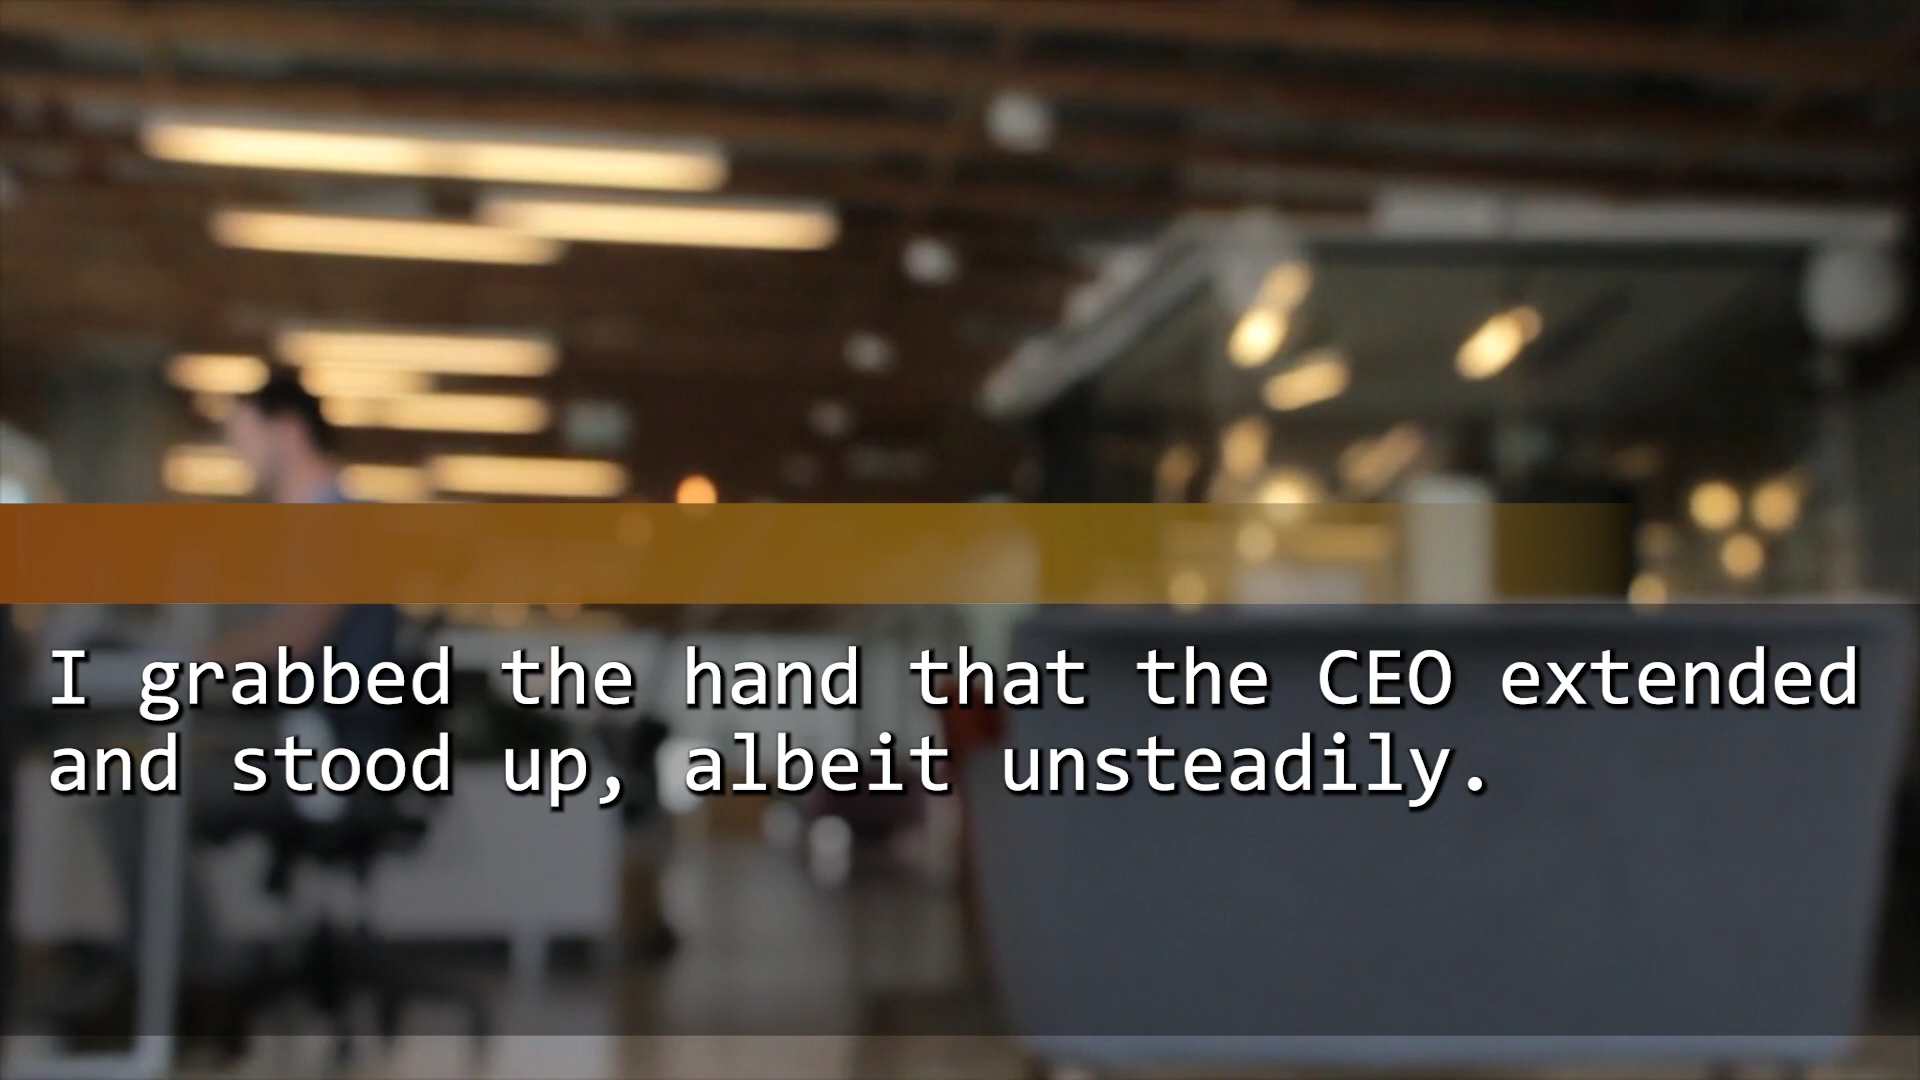 I grabbed the hand that the CEO extended
and stood up, albeit unsteadily.